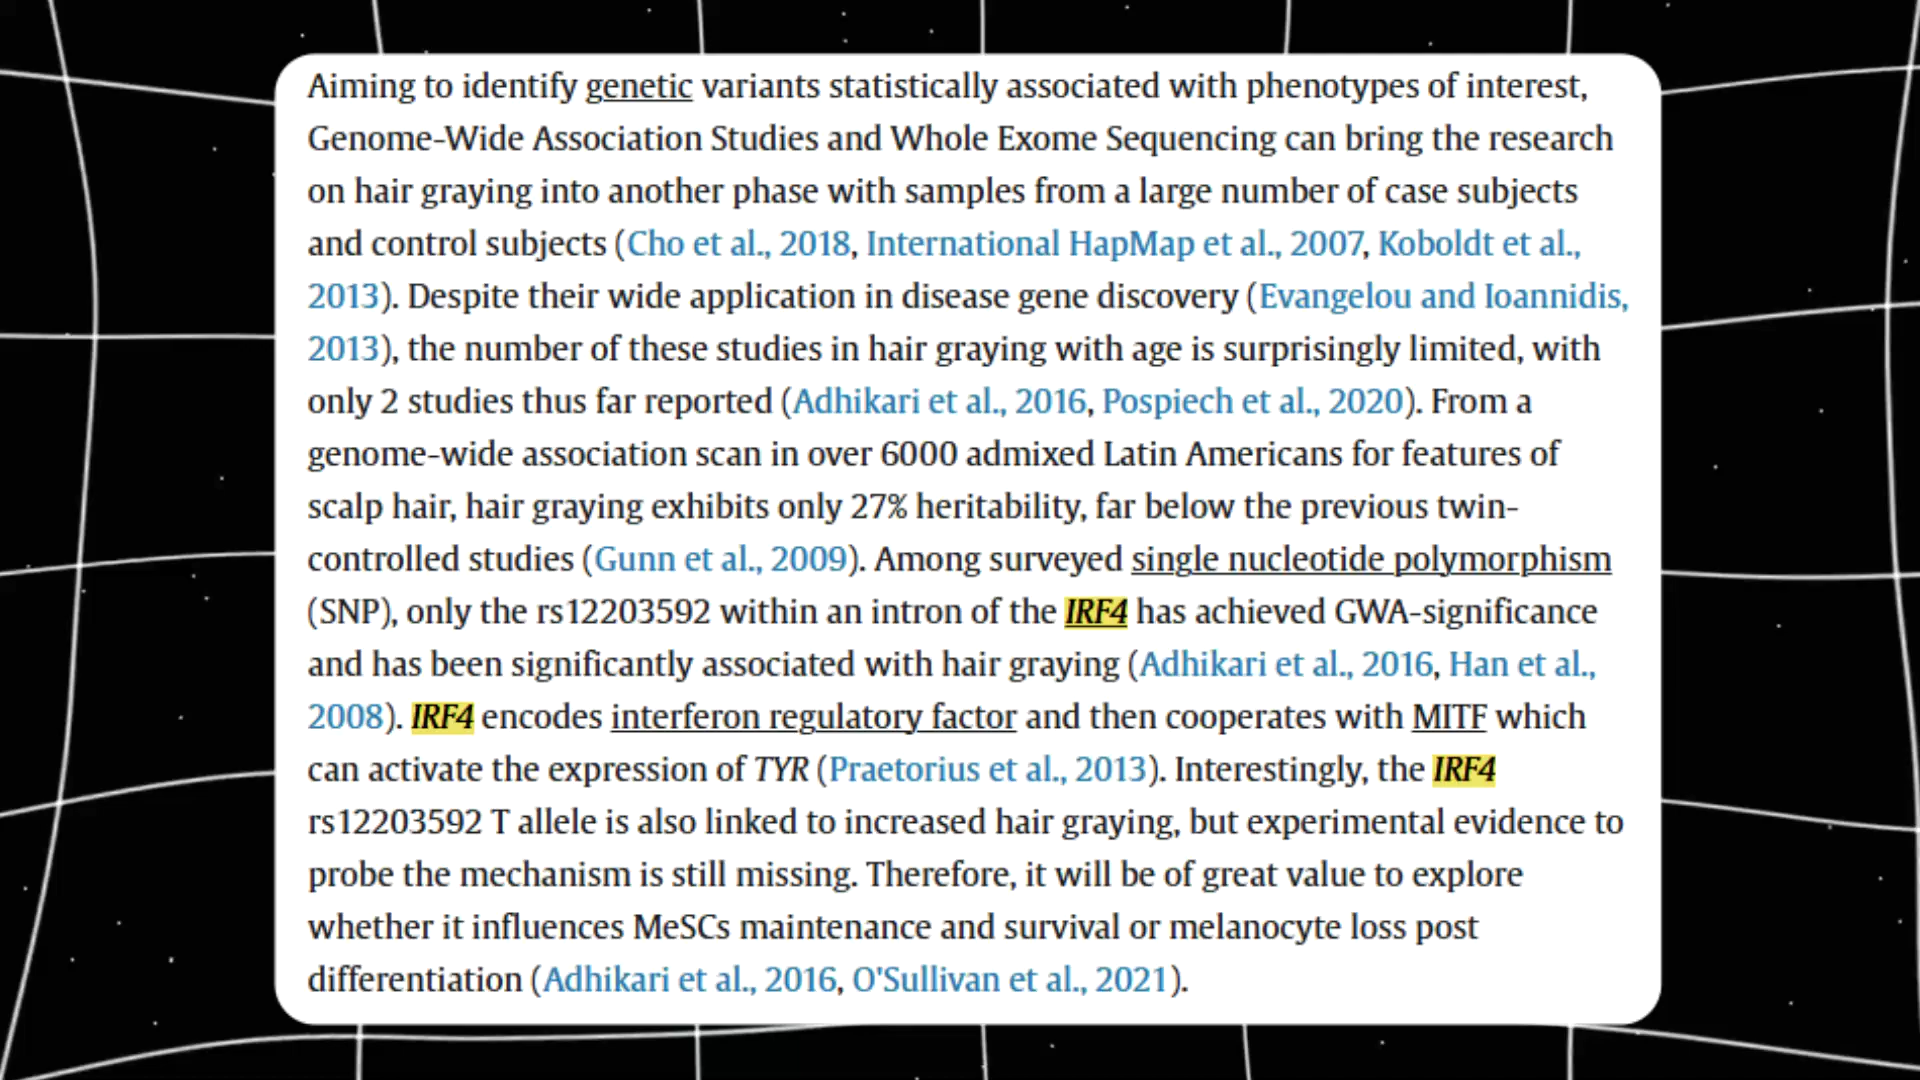 Aiming to identify genetic variants statistically associated with phenotypes of interest,
Genome-Wide Association Studies and Whole Exome Sequencing can bring the research
on hair graying into another phase with samples from a large number of case subjects
and control subjects (Cho et al., 2018, International HapMap et al., 2007, Koboldt et al.,
2013). Despite their wide application in disease gene discovery (Evangelou and Ioannidis,
2013), the number of these studies in hair graying with age is surprisingly limited, with
only 2 studies thus far reported (Adhikari et al., 2016, Pospiech et al., 2020). From a
genome-wide association scan in over 6000 admixed Latin Americans for features of
scalp hair, hair graying exhibits only 27% heritability, far below the previous twin-
controlled studies (Gunn et al., 2009). Among surveyed single nucleotide polymorphism
(SNP), only the rs12203592 within an intron of the IRF4 has achieved GWA-significance
and has been significantly associated with hair graying (Adhikari et al., 2016, Han et al.,
2008). IRF4 encodes interferon regulatory factor and then cooperates with MITF which
can activate the expression of TYR (Praetorius et al., 2013). Interestingly, the IRF4
rs12203592 T allele is also linked to increased hair graying, but experimental evidence to
probe the mechanism is still missing. Therefore, it will be of great value to explore
whether it influences MeSCs maintenance and survival or melanocyte loss post
differentiation (Adhikari et al., 2016, O'Sullivan et al., 2021).